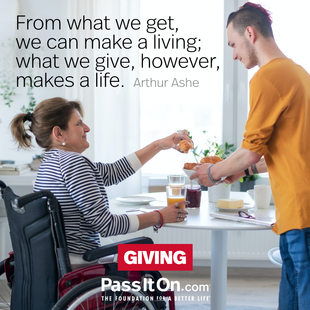 From what we get,
we can make a living;
what we give, however,
makes a life. Arthur Ashe
GIVING
PassItOn.com
THE FOUNDATION FOR A BETTER LIFE